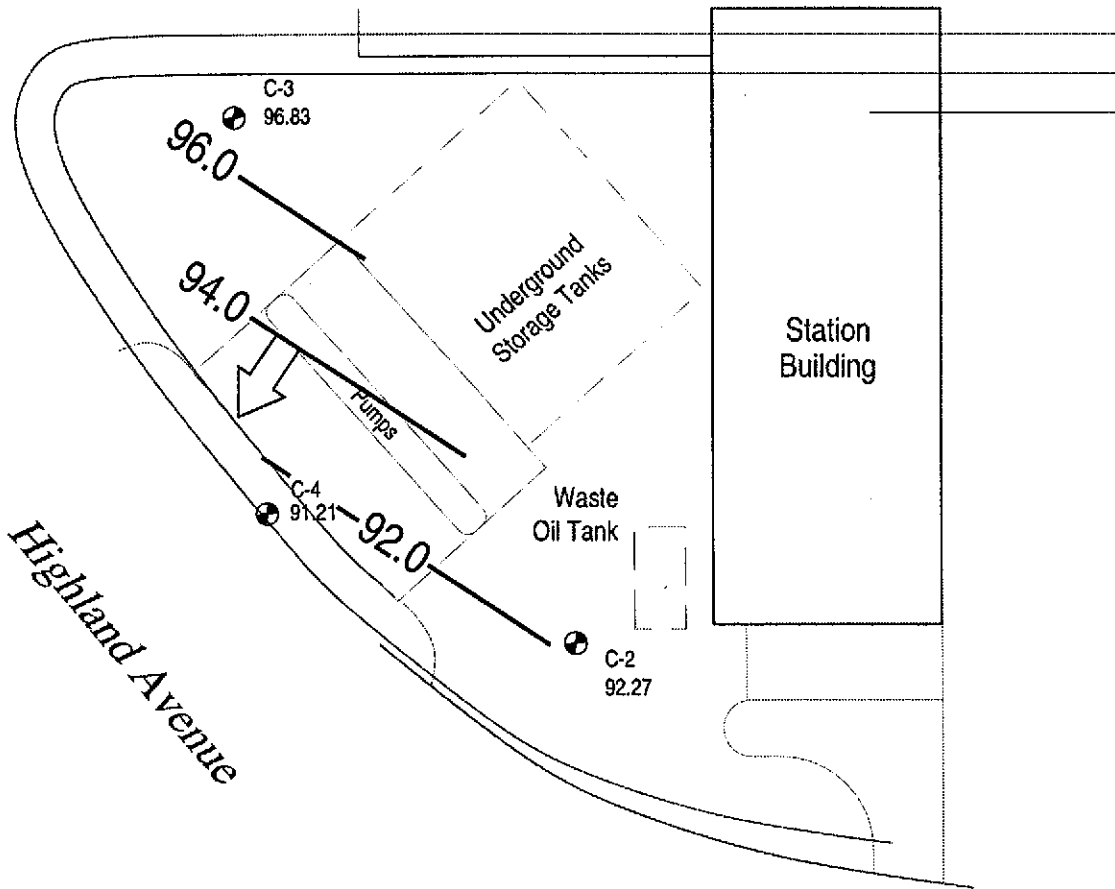 C-3
96.83
96.0
94.0
Underground
Storage Tanks
Station
Building
Pumps
C-4
91.21
92.0
Waste
Oil Tank
C-2
92.27
Highland Avenue